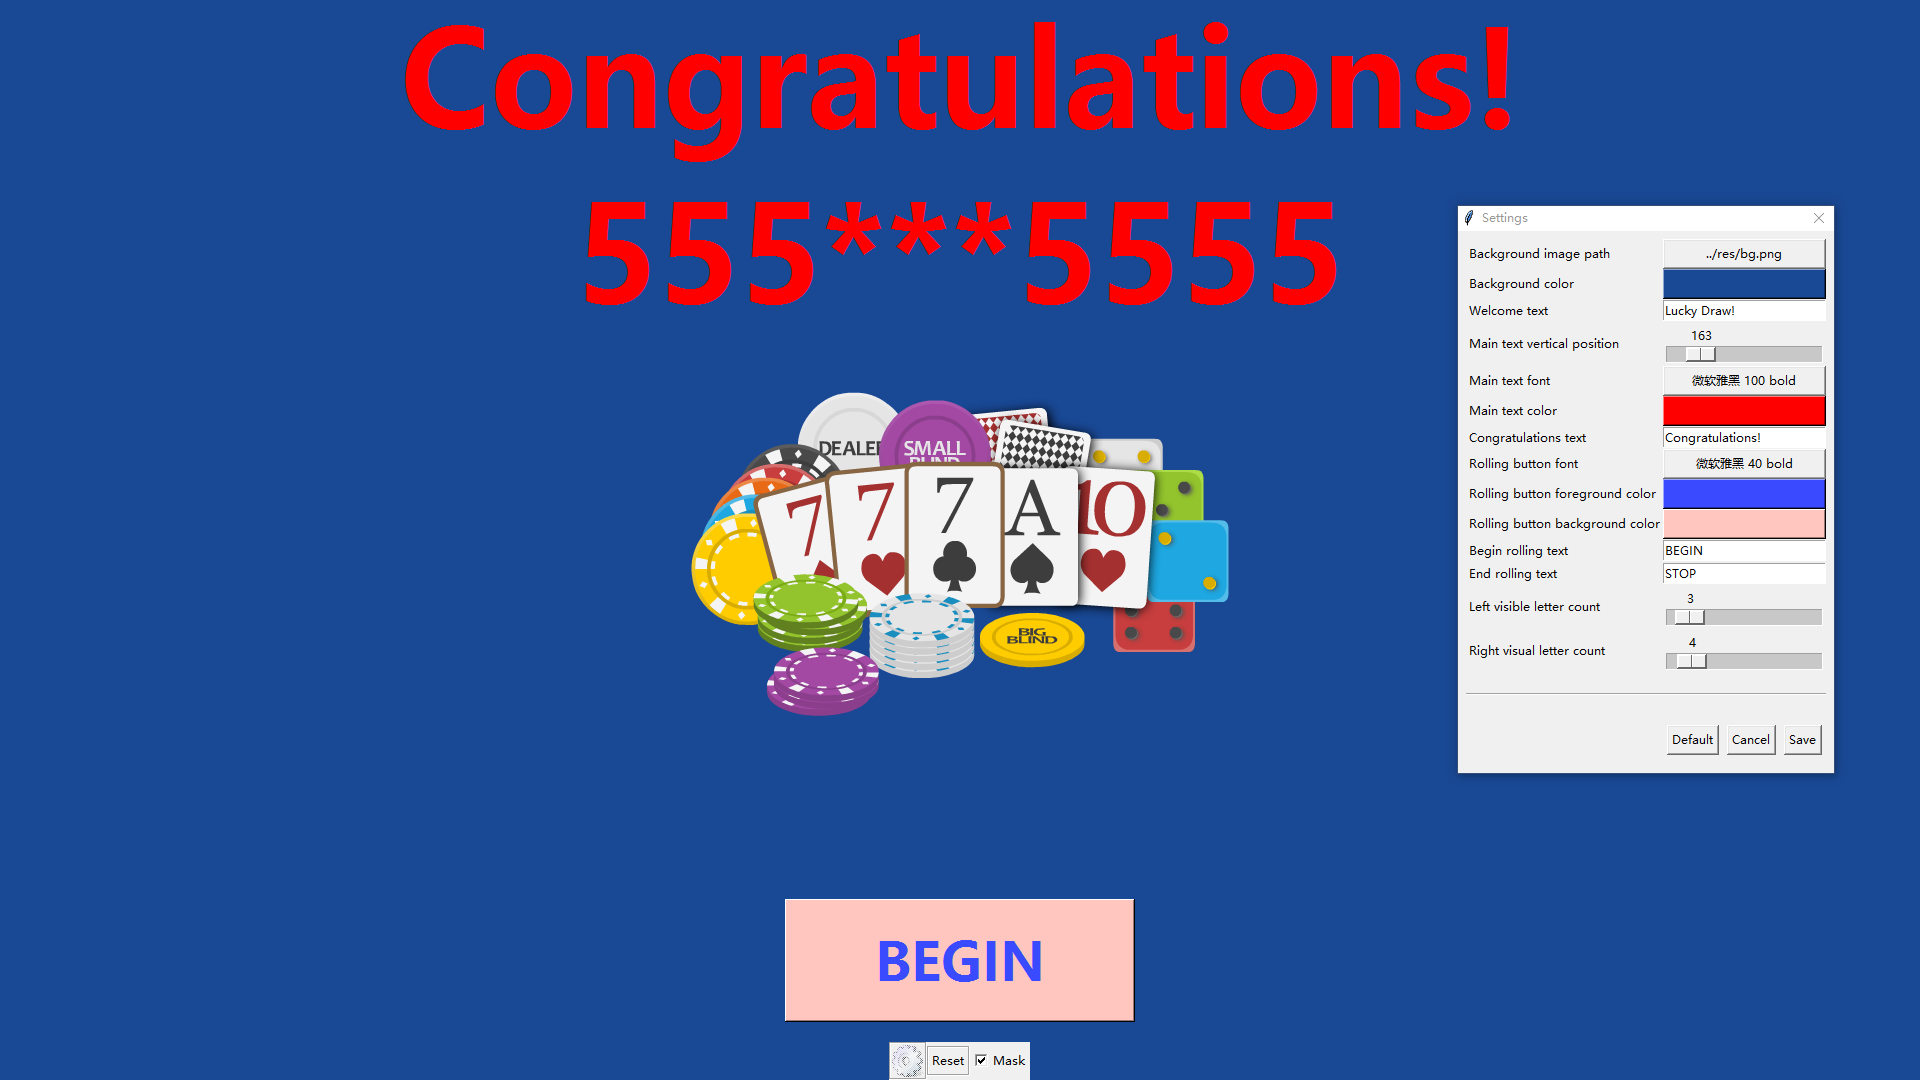 Congratulations!
555***5555
Settings
Background image path
../res/bg.png
Background color
Welcome text
Lucky Draw!
Main text vertical position
163
Main text font
微软雅黑 100 bold
Main text color
Congratulations text
Congratulations!
Rolling button font
微软雅黑 40 bold
Rolling button foreground color
Rolling button background color
Begin rolling text
BEGIN
End rolling text
STOP
Left visible letter count
3
Right visual letter count
4
Default
Cancel
Save
DEALER
SMALL
BLIND
7
7
7
A
10
BIG
BLIND
BEGIN
Reset
Mask